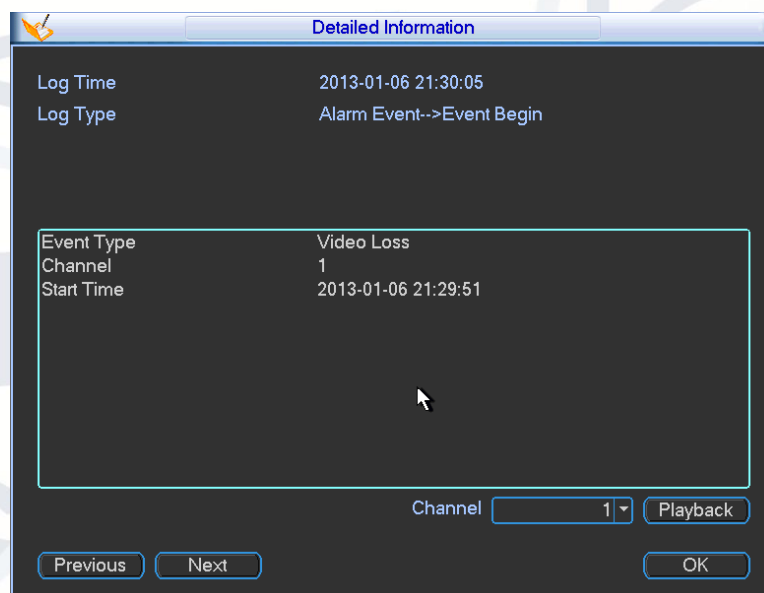 Detailed Information
Log Time 2013-01-06 21:30:05
Log Type Alarm Event-->Event Begin
Event Type Video Loss
Channel 1
Start Time 2013-01-06 21:29:51
Channel 1 Playback
Previous Next OK